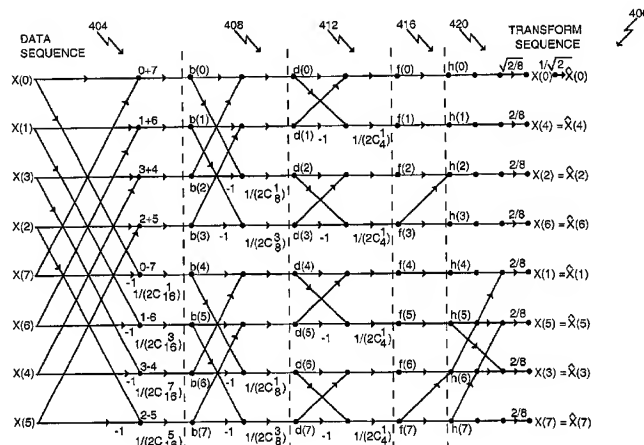 404 408 412 416 420 400
DATA SEQUENCE
TRANSFORM SEQUENCE
X(0) 0+7 b(0) d(0) f(0) h(0) √2/8 X(0) 1/√2 X̂(0)
X(1) 1+6 b(1) d(1) -1 1/(2C¹₄) f(1) h(1) 2/8 X(4) = X̂(4)
X(3) 3+4 b(2) -1 1/(2C¹₈) d(2) f(2) h(2) 2/8 X(2) = X̂(2)
X(2) 2+5 b(3) -1 1/(2C³₈) d(3) -1 1/(2C¹₄) f(3) h(3) 2/8 X(6) = X̂(6)
X(7) 0-7 -1 1/(2C¹₁₆) b(4) d(4) f(4) h(4) 2/8 X(1) = X̂(1)
X(6) 1-6 -1 1/(2C³₁₆) b(5) d(5) -1 1/(2C¹₄) f(5) h(5) 2/8 X(5) = X̂(5)
X(4) 3-4 -1 1/(2C⁷₁₆) b(6) -1 1/(2C¹₈) d(6) f(6) h(6) 2/8 X(3) = X̂(3)
X(5) 2-5 -1 b(7) -1 1/(2C³₈) d(7) -1 1/(2C¹₄) f(7) h(7) 2/8 X(7) = X̂(7)